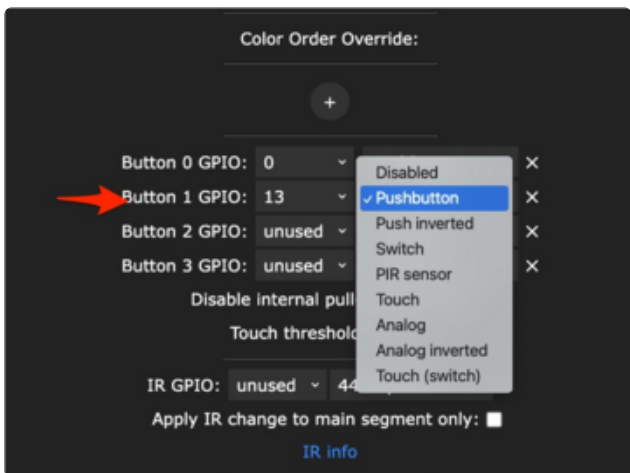 Color Order Override:
+
Button 0 GPIO: 0
Button 1 GPIO: 13
Button 2 GPIO: unused
Button 3 GPIO: unused
Disabled
✓ Pushbutton
Push inverted
Switch
PIR sensor
Touch
Analog
Analog inverted
Touch (switch)
Disable internal pull
Touch threshold
IR GPIO: unused 44
Apply IR change to main segment only:
IR info